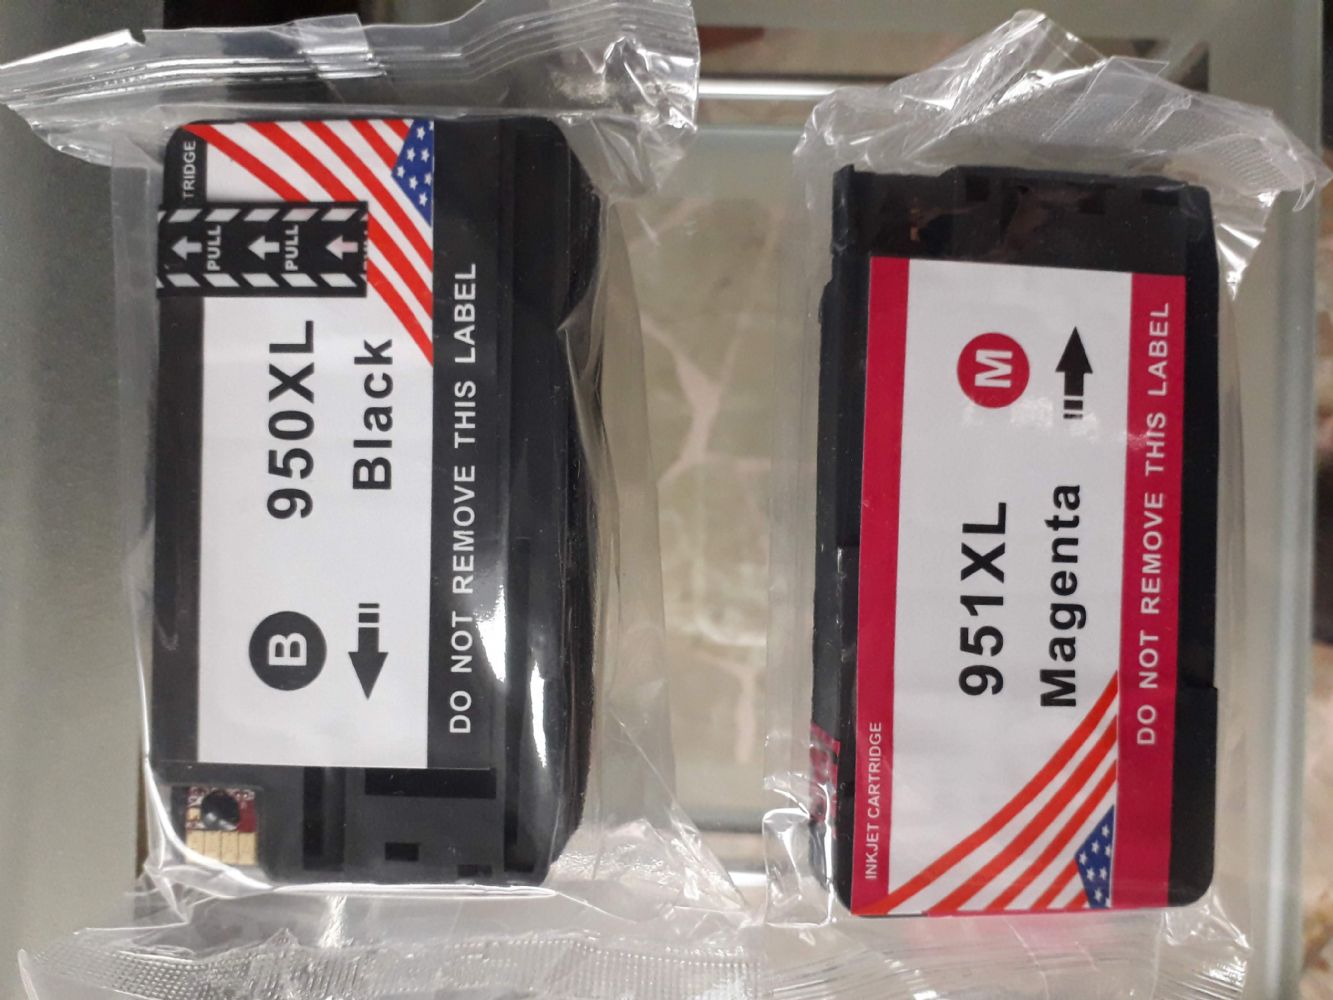 TRIDGE
PULL
PULL
950XL
Black
B
DO NOT REMOVE THIS LABEL
INKJET CARTRIDGE
951XL
M
Magenta
DO NOT REMOVE THIS LABEL